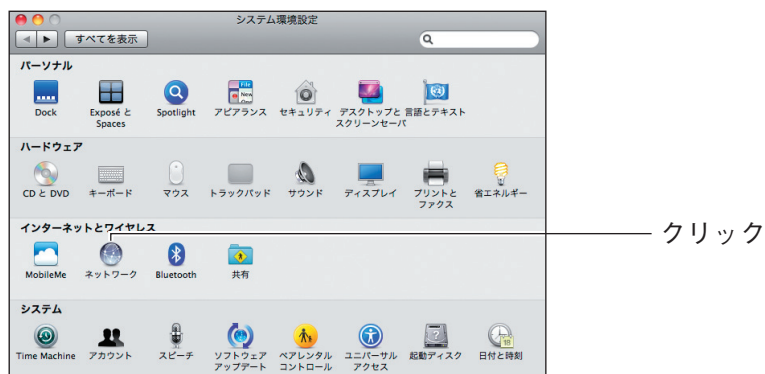 システム環境設定
すべてを表示
パーソナル
Dock
Exposé と
Spaces
Spotlight
アピアランス
セキュリティ
デスクトップと
スクリーンセーバ
言語とテキスト
ハードウェア
CD と DVD
キーボード
マウス
トラックパッド
サウンド
ディスプレイ
プリントと
ファクス
省エネルギー
インターネットとワイヤレス
クリック
MobileMe
ネットワーク
Bluetooth
共有
システム
Time Machine
アカウント
スピーチ
ソフトウェア
アップデート
ペアレンタル
コントロール
ユニバーサル
アクセス
起動ディスク
日付と時刻